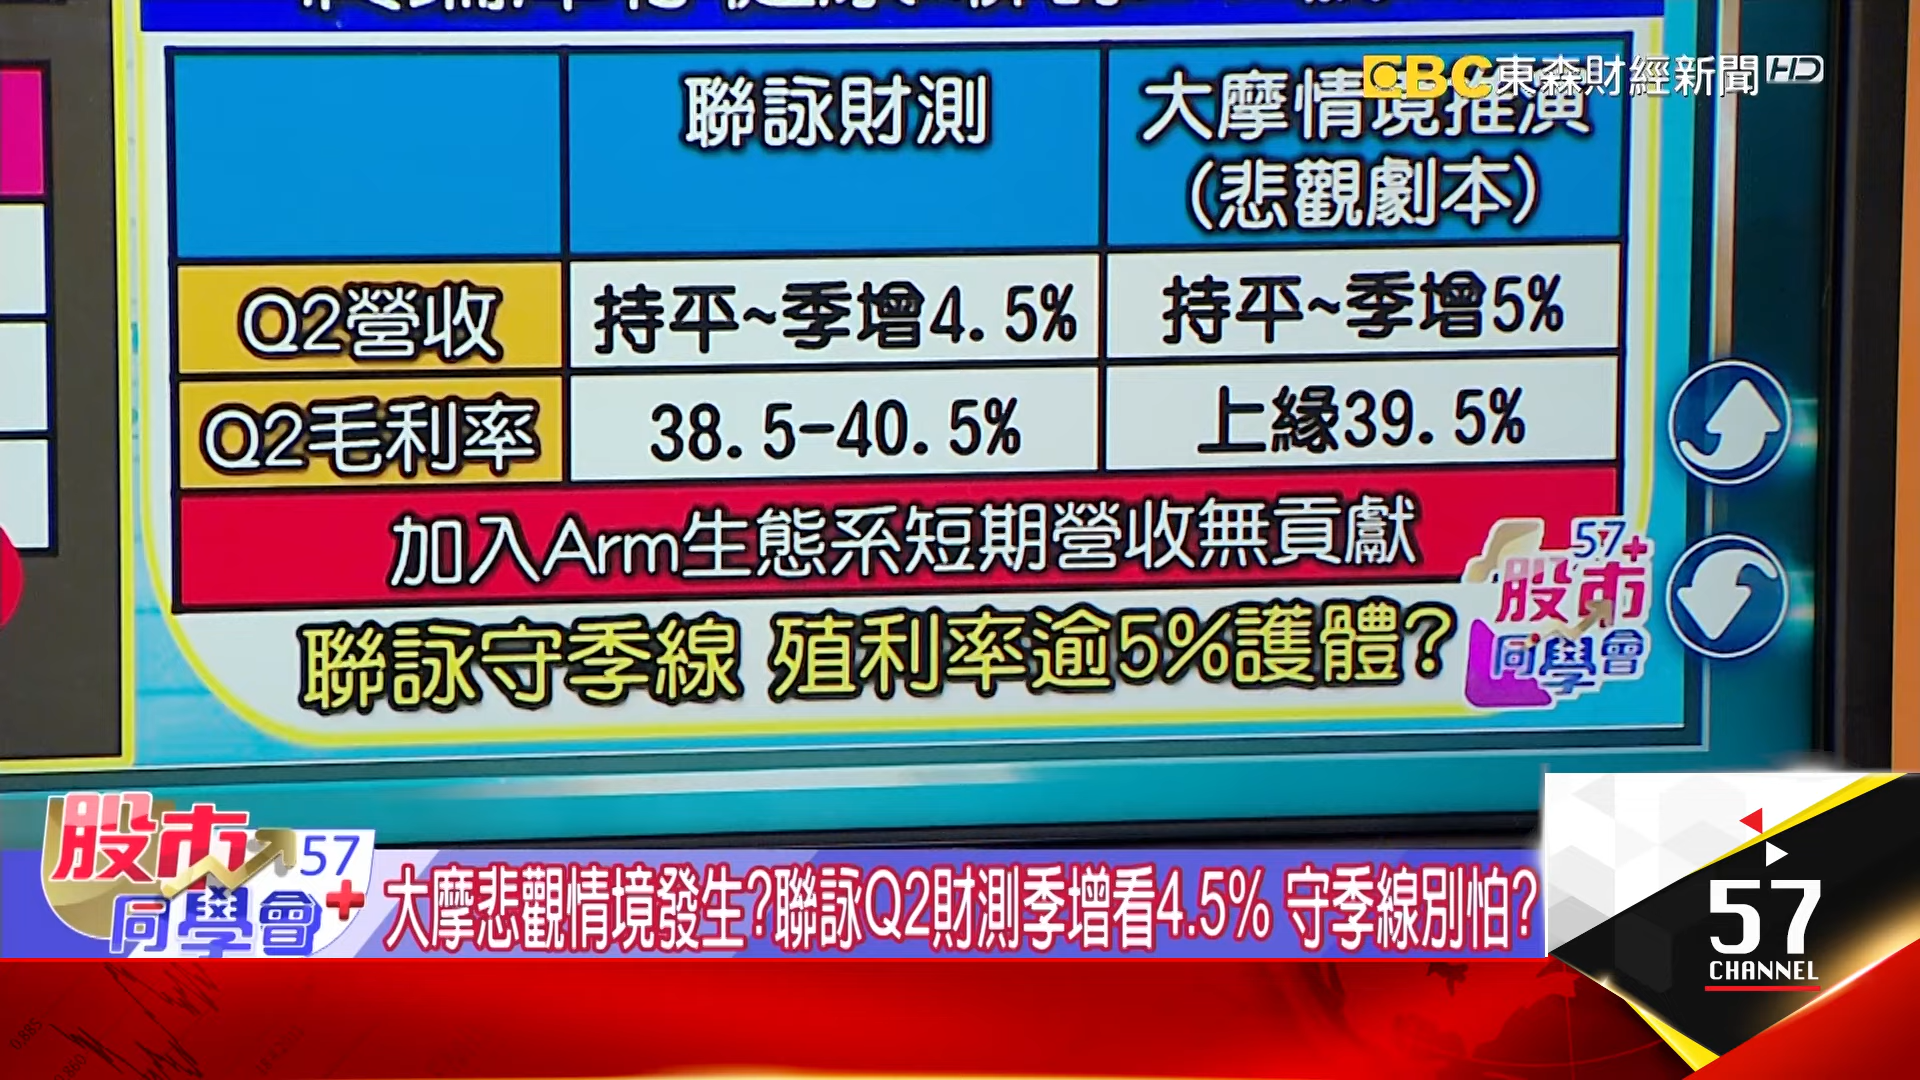 EBC東森財經新聞HD
聯詠財測
大摩情境推演
(悲觀劇本)
Q2營收
持平~季增4.5%
持平~季增5%
Q2毛利率
38.5-40.5%
上緣39.5%
加入Arm生態系短期營收無貢獻
聯詠守季線 殖利率逾5%護體?
57+
股市
同學會
股市
57+
同學會
大摩悲觀情境發生?聯詠Q2財測季增看4.5% 守季線別怕?
57
CHANNEL